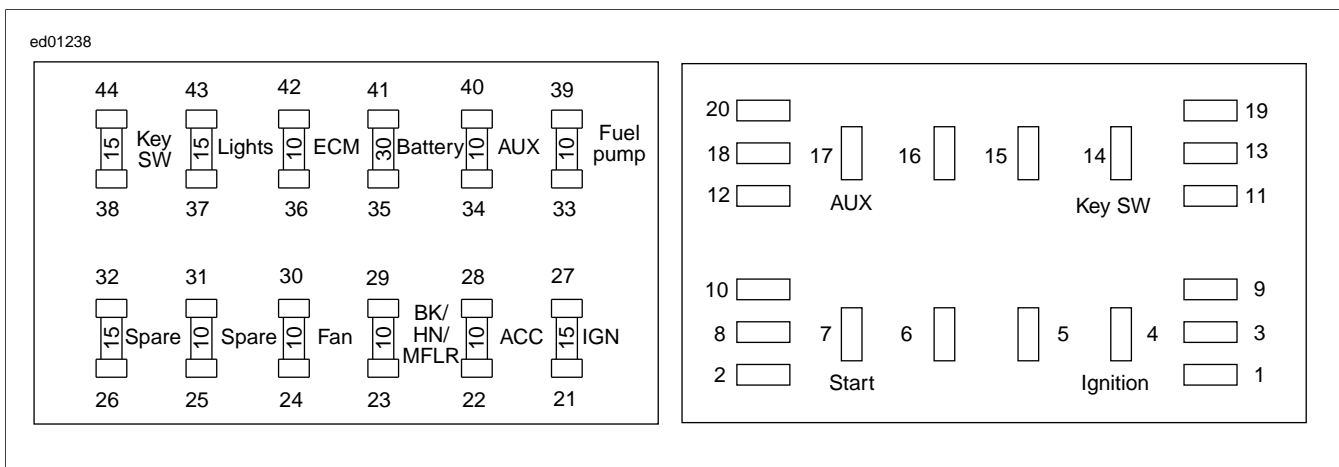 ed01238
44 43 42 41 40 39
15 Key SW 15 Lights 10 ECM 30 Battery 10 AUX 10 Fuel pump
38 37 36 35 34 33
32 31 30 29 28 27
15 Spare 10 Spare 10 Fan 10 BK/ HN/ MFLR 10 ACC 15 IGN
26 25 24 23 22 21
20 19
18 17 16 15 14 13
12 AUX Key SW 11
10 9
8 7 6 5 4 3
2 Start Ignition 1